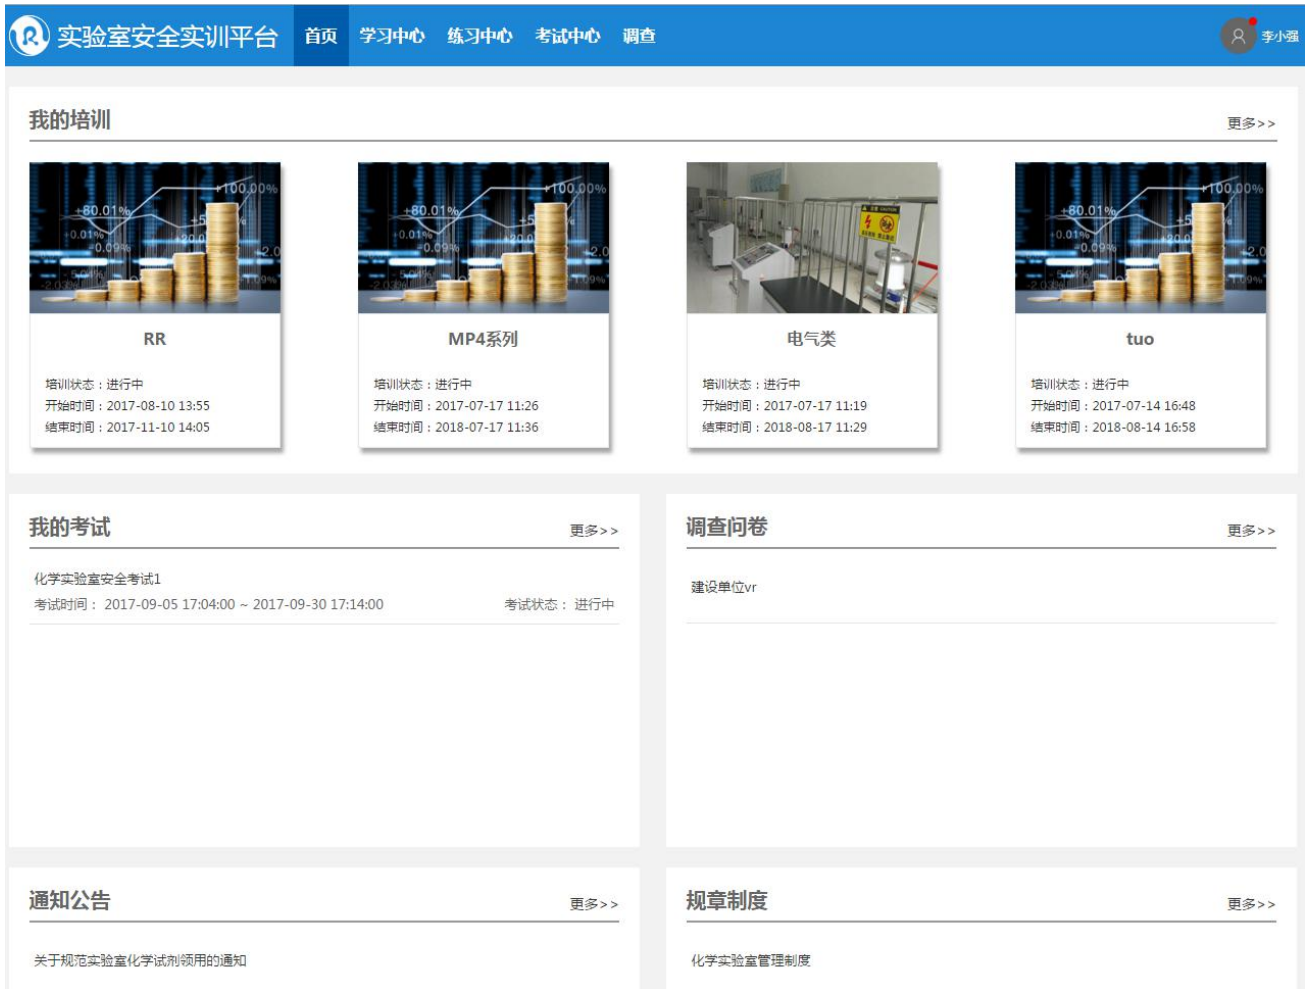 实验室安全实训平台 首页 学习中心 练习中心 考试中心 调查 李小强
我的培训 更多>>
RR
培训状态：进行中
开始时间：2017-08-10 13:55
结束时间：2017-11-10 14:05
MP4系列
培训状态：进行中
开始时间：2017-07-17 11:26
结束时间：2018-07-17 11:36
电气类
培训状态：进行中
开始时间：2017-07-17 11:19
结束时间：2018-08-17 11:29
tuo
培训状态：进行中
开始时间：2017-07-14 16:48
结束时间：2018-08-14 16:58
我的考试 更多>>
化学实验室安全考试1
考试时间： 2017-09-05 17:04:00 ~ 2017-09-30 17:14:00 考试状态： 进行中
调查问卷 更多>>
建设单位vr
通知公告 更多>>
关于规范实验室化学试剂领用的通知
规章制度 更多>>
化学实验室管理制度